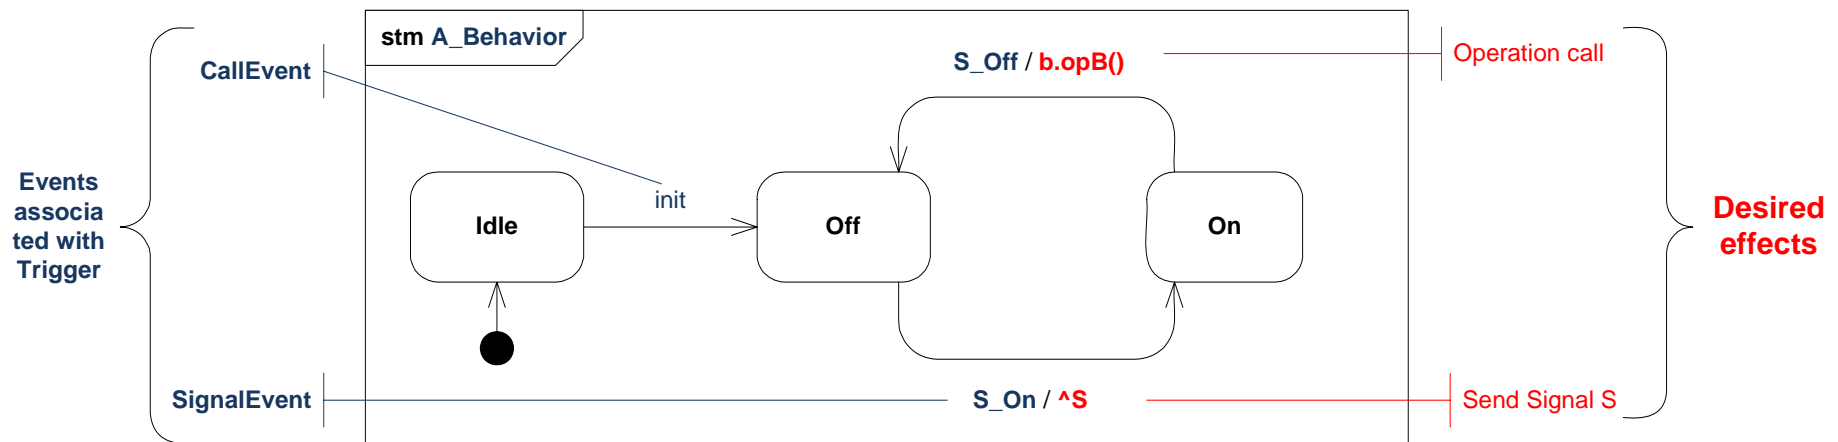 stm A_Behavior
CallEvent
S_Off / b.opB()
Operation call
Events
associa
ted with
Trigger
init
Idle
Off
On
Desired
effects
SignalEvent
S_On / ^S
Send Signal S